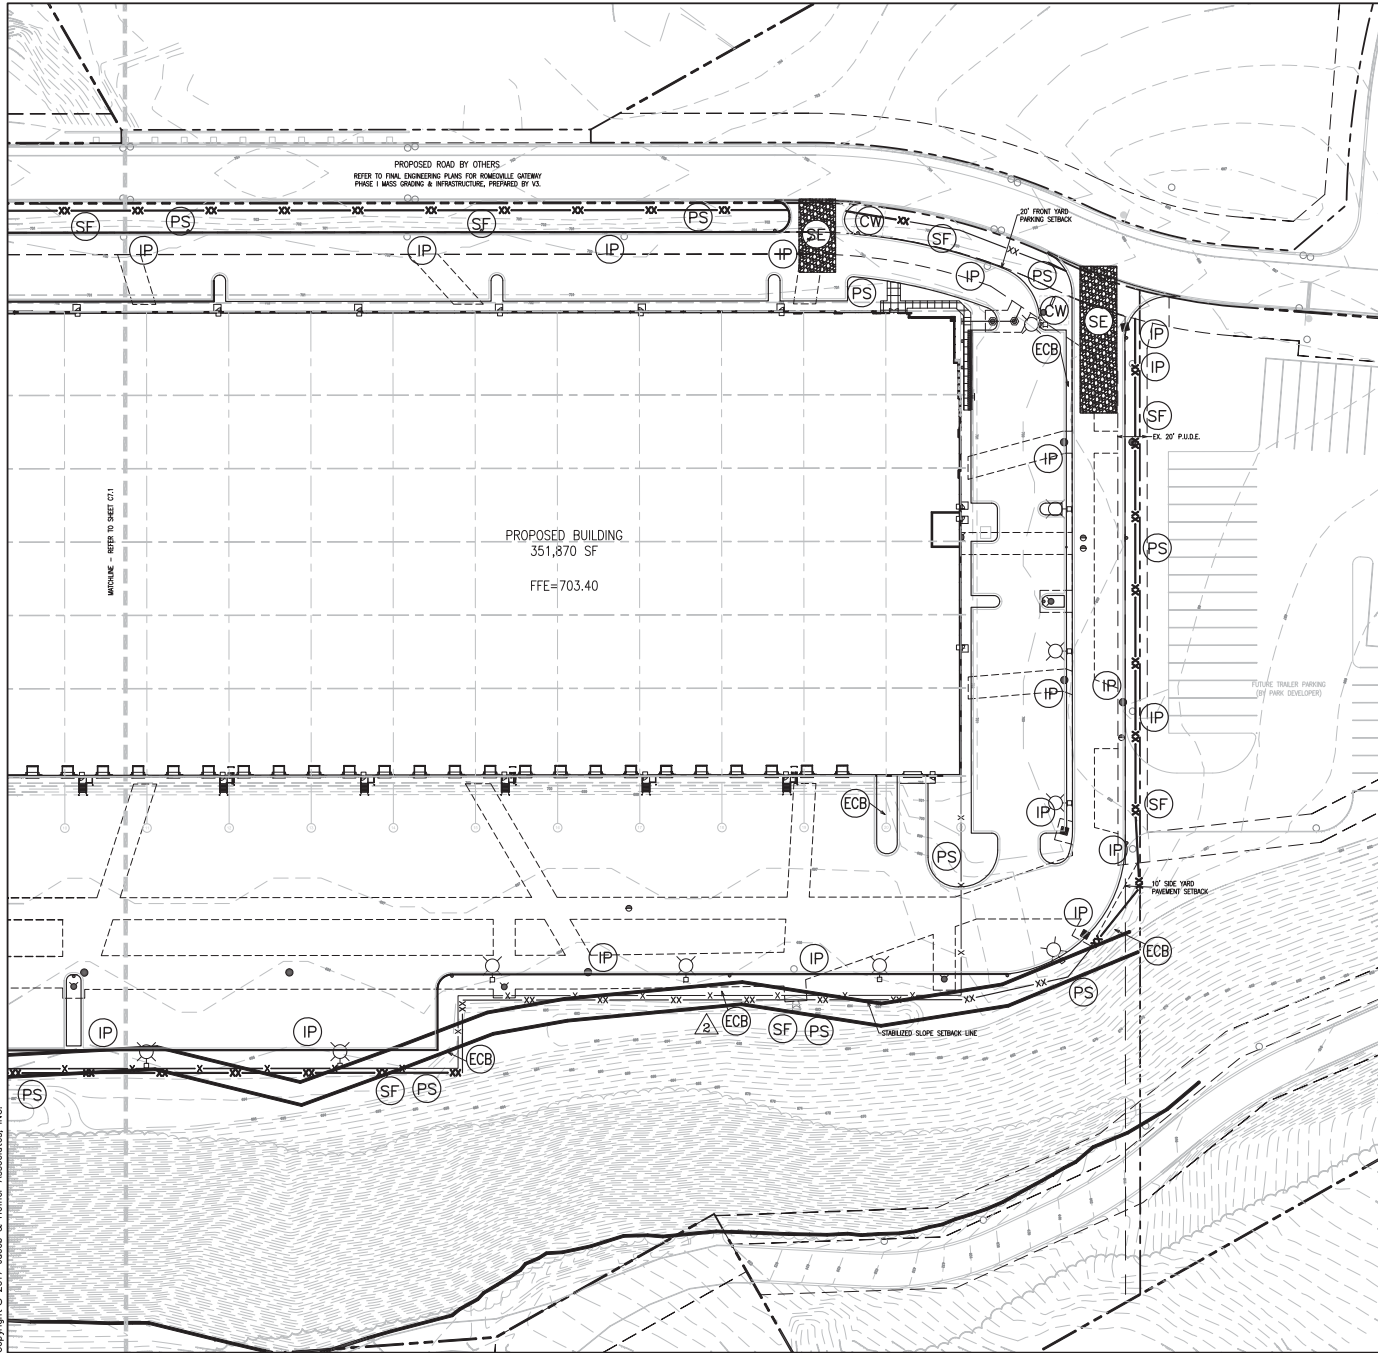 PROPOSED ROAD BY OTHERS
REFER TO FINAL ENGINEERING PLANS FOR ROMEOVILLE GATEWAY
PHASE I MASS GRADING & INFRASTRUCTURE, PREPARED BY V3.
SF
PS
SF
PS
SE
CW
SF
20' FRONT YARD
PARKING SETBACK
IP
IP
IP
IP
PS
IP
PS
CW
SE
ECB
IP
IP
SF
EX. 20' P.U.D.E.
IP
MATCHLINE - REFER TO SHEET C7.1
PROPOSED BUILDING
351,870 SF
FFE=703.40
PS
IP
IP
IP
FUTURE TRAILER PARKING
(BY PARK DEVELOPER)
ECB
IP
SF
PS
IP
10' SIDE YARD
PAVEMENT SETBACK
IP
ECB
IP
IP
PS
IP
IP
2
ECB
SF
PS
STABILIZED SLOPE SETBACK LINE
ECB
PS
SF
PS